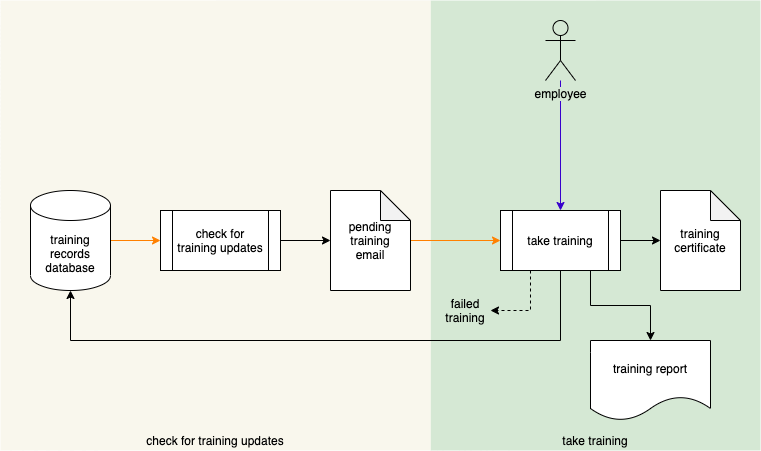 employee
training
records
database
check for
training updates
pending
training
email
take training
training
certificate
failed
training
training report
check for training updates
take training